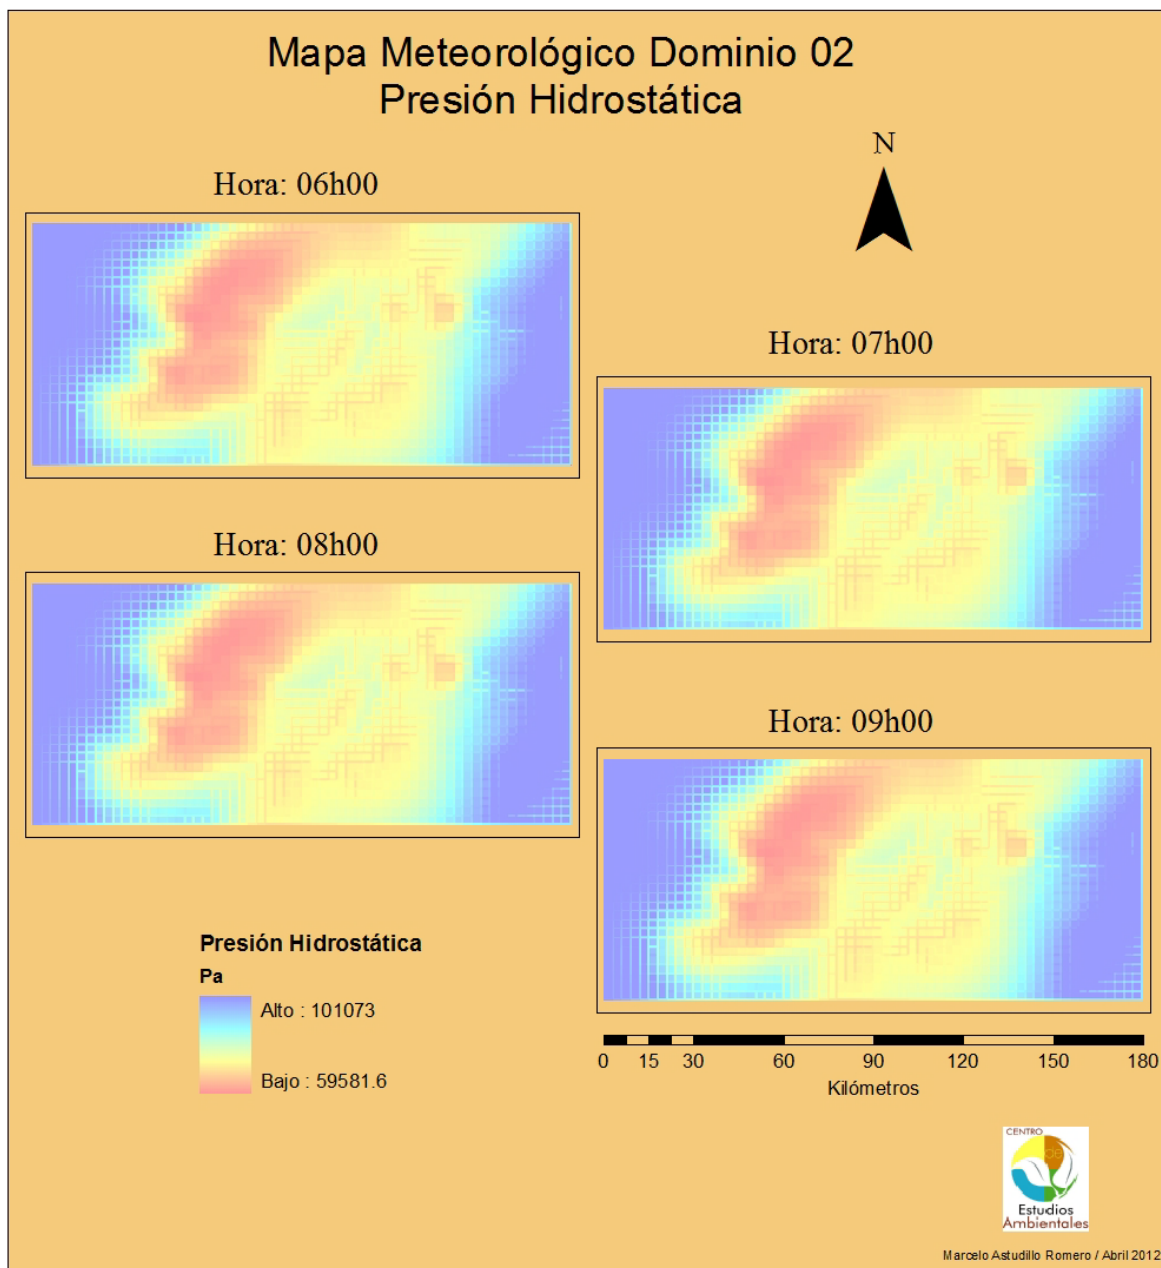 Mapa Meteorológico Dominio 02
Presión Hidrostática
N
Hora: 06h00
Hora: 07h00
Hora: 08h00
Hora: 09h00
Presión Hidrostática
Pa
Alto : 101073
Bajo : 59581.6
0 15 30 60 90 120 150 180
Kilómetros
CENTRO
de
Estudios
Ambientales
Marcelo Astudillo Romero / Abril 2012